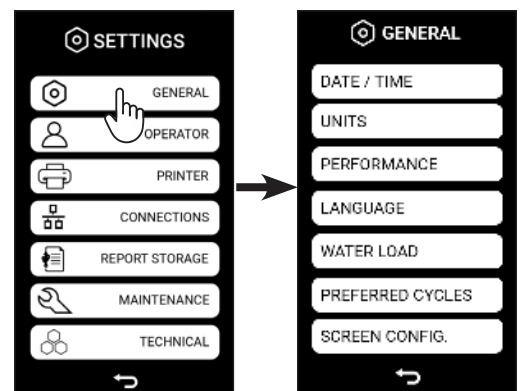 SETTINGS
GENERAL
OPERATOR
PRINTER
CONNECTIONS
REPORT STORAGE
MAINTENANCE
TECHNICAL
GENERAL
DATE / TIME
UNITS
PERFORMANCE
LANGUAGE
WATER LOAD
PREFERRED CYCLES
SCREEN CONFIG.